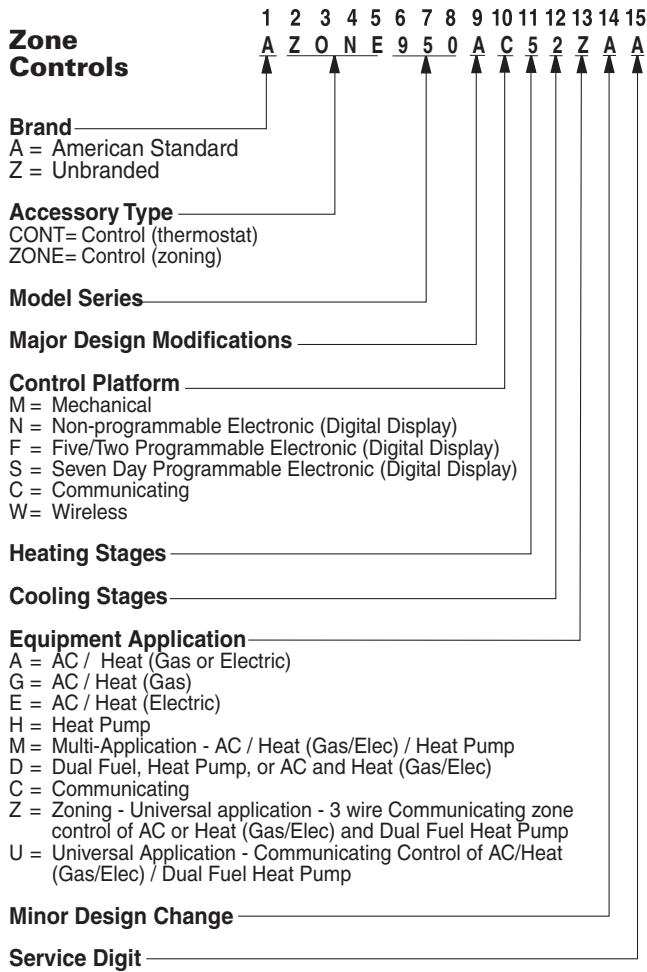 1 2 3 4 5 6 7 8 9 10 11 12 13 14 15
Zone Controls
A Z O N E 9 5 0 A C 5 2 Z A A
Brand
A = American Standard
Z = Unbranded
Accessory Type
CONT= Control (thermostat)
ZONE= Control (zoning)
Model Series
Major Design Modifications
Control Platform
M = Mechanical
N = Non-programmable Electronic (Digital Display)
F = Five/Two Programmable Electronic (Digital Display)
S = Seven Day Programmable Electronic (Digital Display)
C = Communicating
W = Wireless
Heating Stages
Cooling Stages
Equipment Application
A = AC / Heat (Gas or Electric)
G = AC / Heat (Gas)
E = AC / Heat (Electric)
H = Heat Pump
M = Multi-Application - AC / Heat (Gas/Elec) / Heat Pump
D = Dual Fuel, Heat Pump, or AC and Heat (Gas/Elec)
C = Communicating
Z = Zoning - Universal application - 3 wire Communicating zone
control of AC or Heat (Gas/Elec) and Dual Fuel Heat Pump
U = Universal Application - Communicating Control of AC/Heat
(Gas/Elec) / Dual Fuel Heat Pump
Minor Design Change
Service Digit